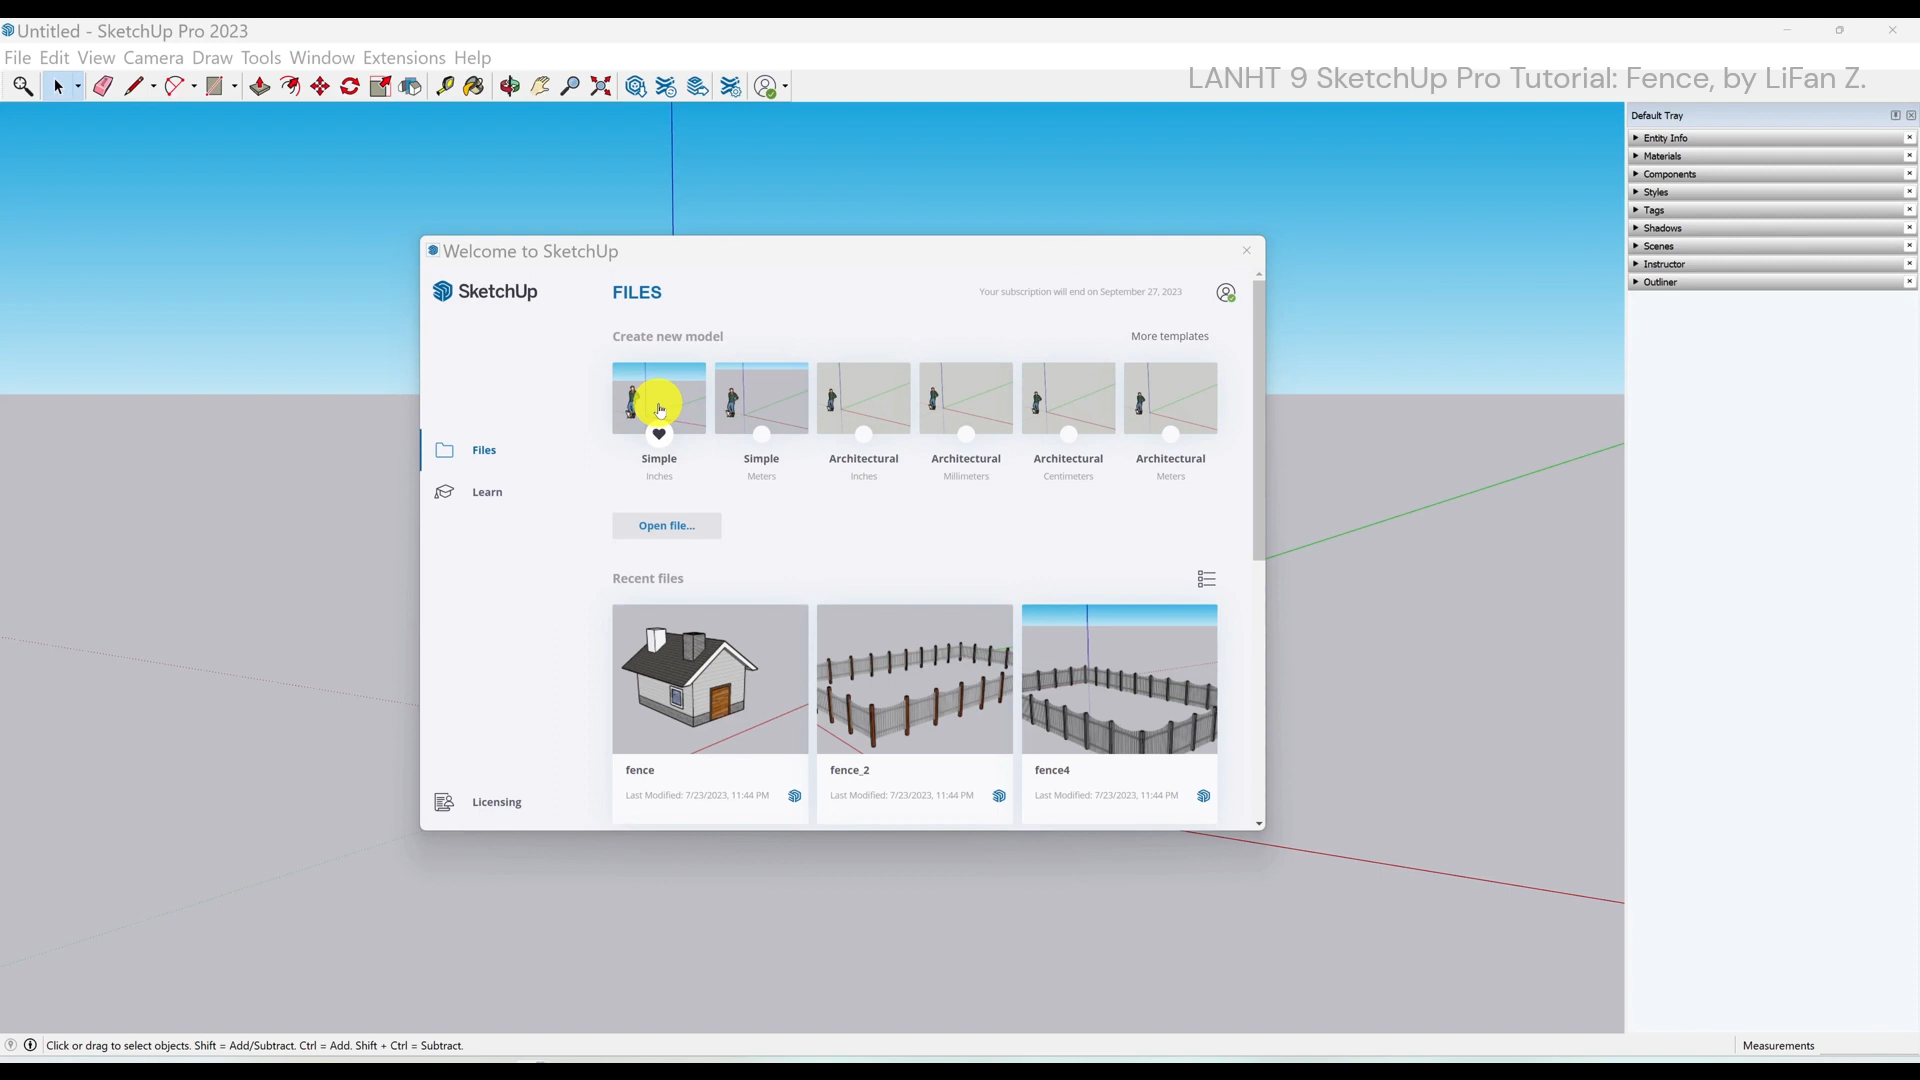 Untitled - SketchUp Pro 2023
File Edit View Camera Draw Tools Window Extensions Help
LANHT 9 SketchUp Pro Tutorial: Fence, by LiFan Z.
Default Tray
Entity Info
Materials
Components
Styles
Tags
Shadows
Scenes
Instructor
Outliner
Welcome to SketchUp
SketchUp
FILES
Your subscription will end on September 27, 2023
Create new model
More templates
Simple
Inches
Simple
Meters
Architectural
Inches
Architectural
Millimeters
Architectural
Centimeters
Architectural
Meters
Files
Learn
Open file...
Recent files
fence
Last Modified: 7/23/2023, 11:44 PM
fence_2
Last Modified: 7/23/2023, 11:44 PM
fence4
Last Modified: 7/23/2023, 11:44 PM
Licensing
Click or drag to select objects. Shift = Add/Subtract. Ctrl = Add. Shift + Ctrl = Subtract.
Measurements